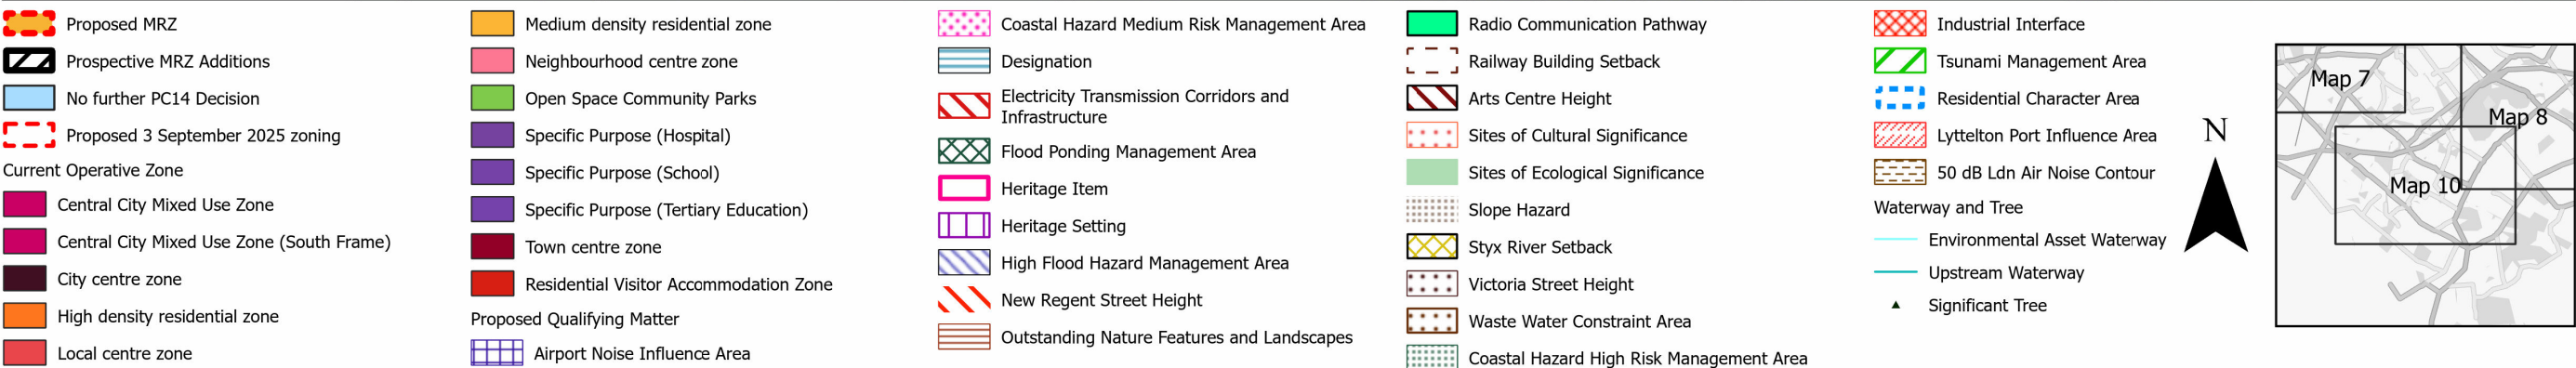 Proposed MRZ
Prospective MRZ Additions
No further PC14 Decision
Proposed 3 September 2025 zoning
Current Operative Zone
Central City Mixed Use Zone
Central City Mixed Use Zone (South Frame)
City centre zone
High density residential zone
Local centre zone
Medium density residential zone
Neighbourhood centre zone
Open Space Community Parks
Specific Purpose (Hospital)
Specific Purpose (School)
Specific Purpose (Tertiary Education)
Town centre zone
Residential Visitor Accommodation Zone
Proposed Qualifying Matter
Airport Noise Influence Area
Coastal Hazard Medium Risk Management Area
Designation
Electricity Transmission Corridors and
Infrastructure
Flood Ponding Management Area
Heritage Item
Heritage Setting
High Flood Hazard Management Area
New Regent Street Height
Outstanding Nature Features and Landscapes
Radio Communication Pathway
Railway Building Setback
Arts Centre Height
Sites of Cultural Significance
Sites of Ecological Significance
Slope Hazard
Styx River Setback
Victoria Street Height
Waste Water Constraint Area
Coastal Hazard High Risk Management Area
Industrial Interface
Tsunami Management Area
Residential Character Area
Lyttelton Port Influence Area
50 dB Ldn Air Noise Contour
Waterway and Tree
Environmental Asset Waterway
Upstream Waterway
Significant Tree
N
Map 7
Map 8
Map 10